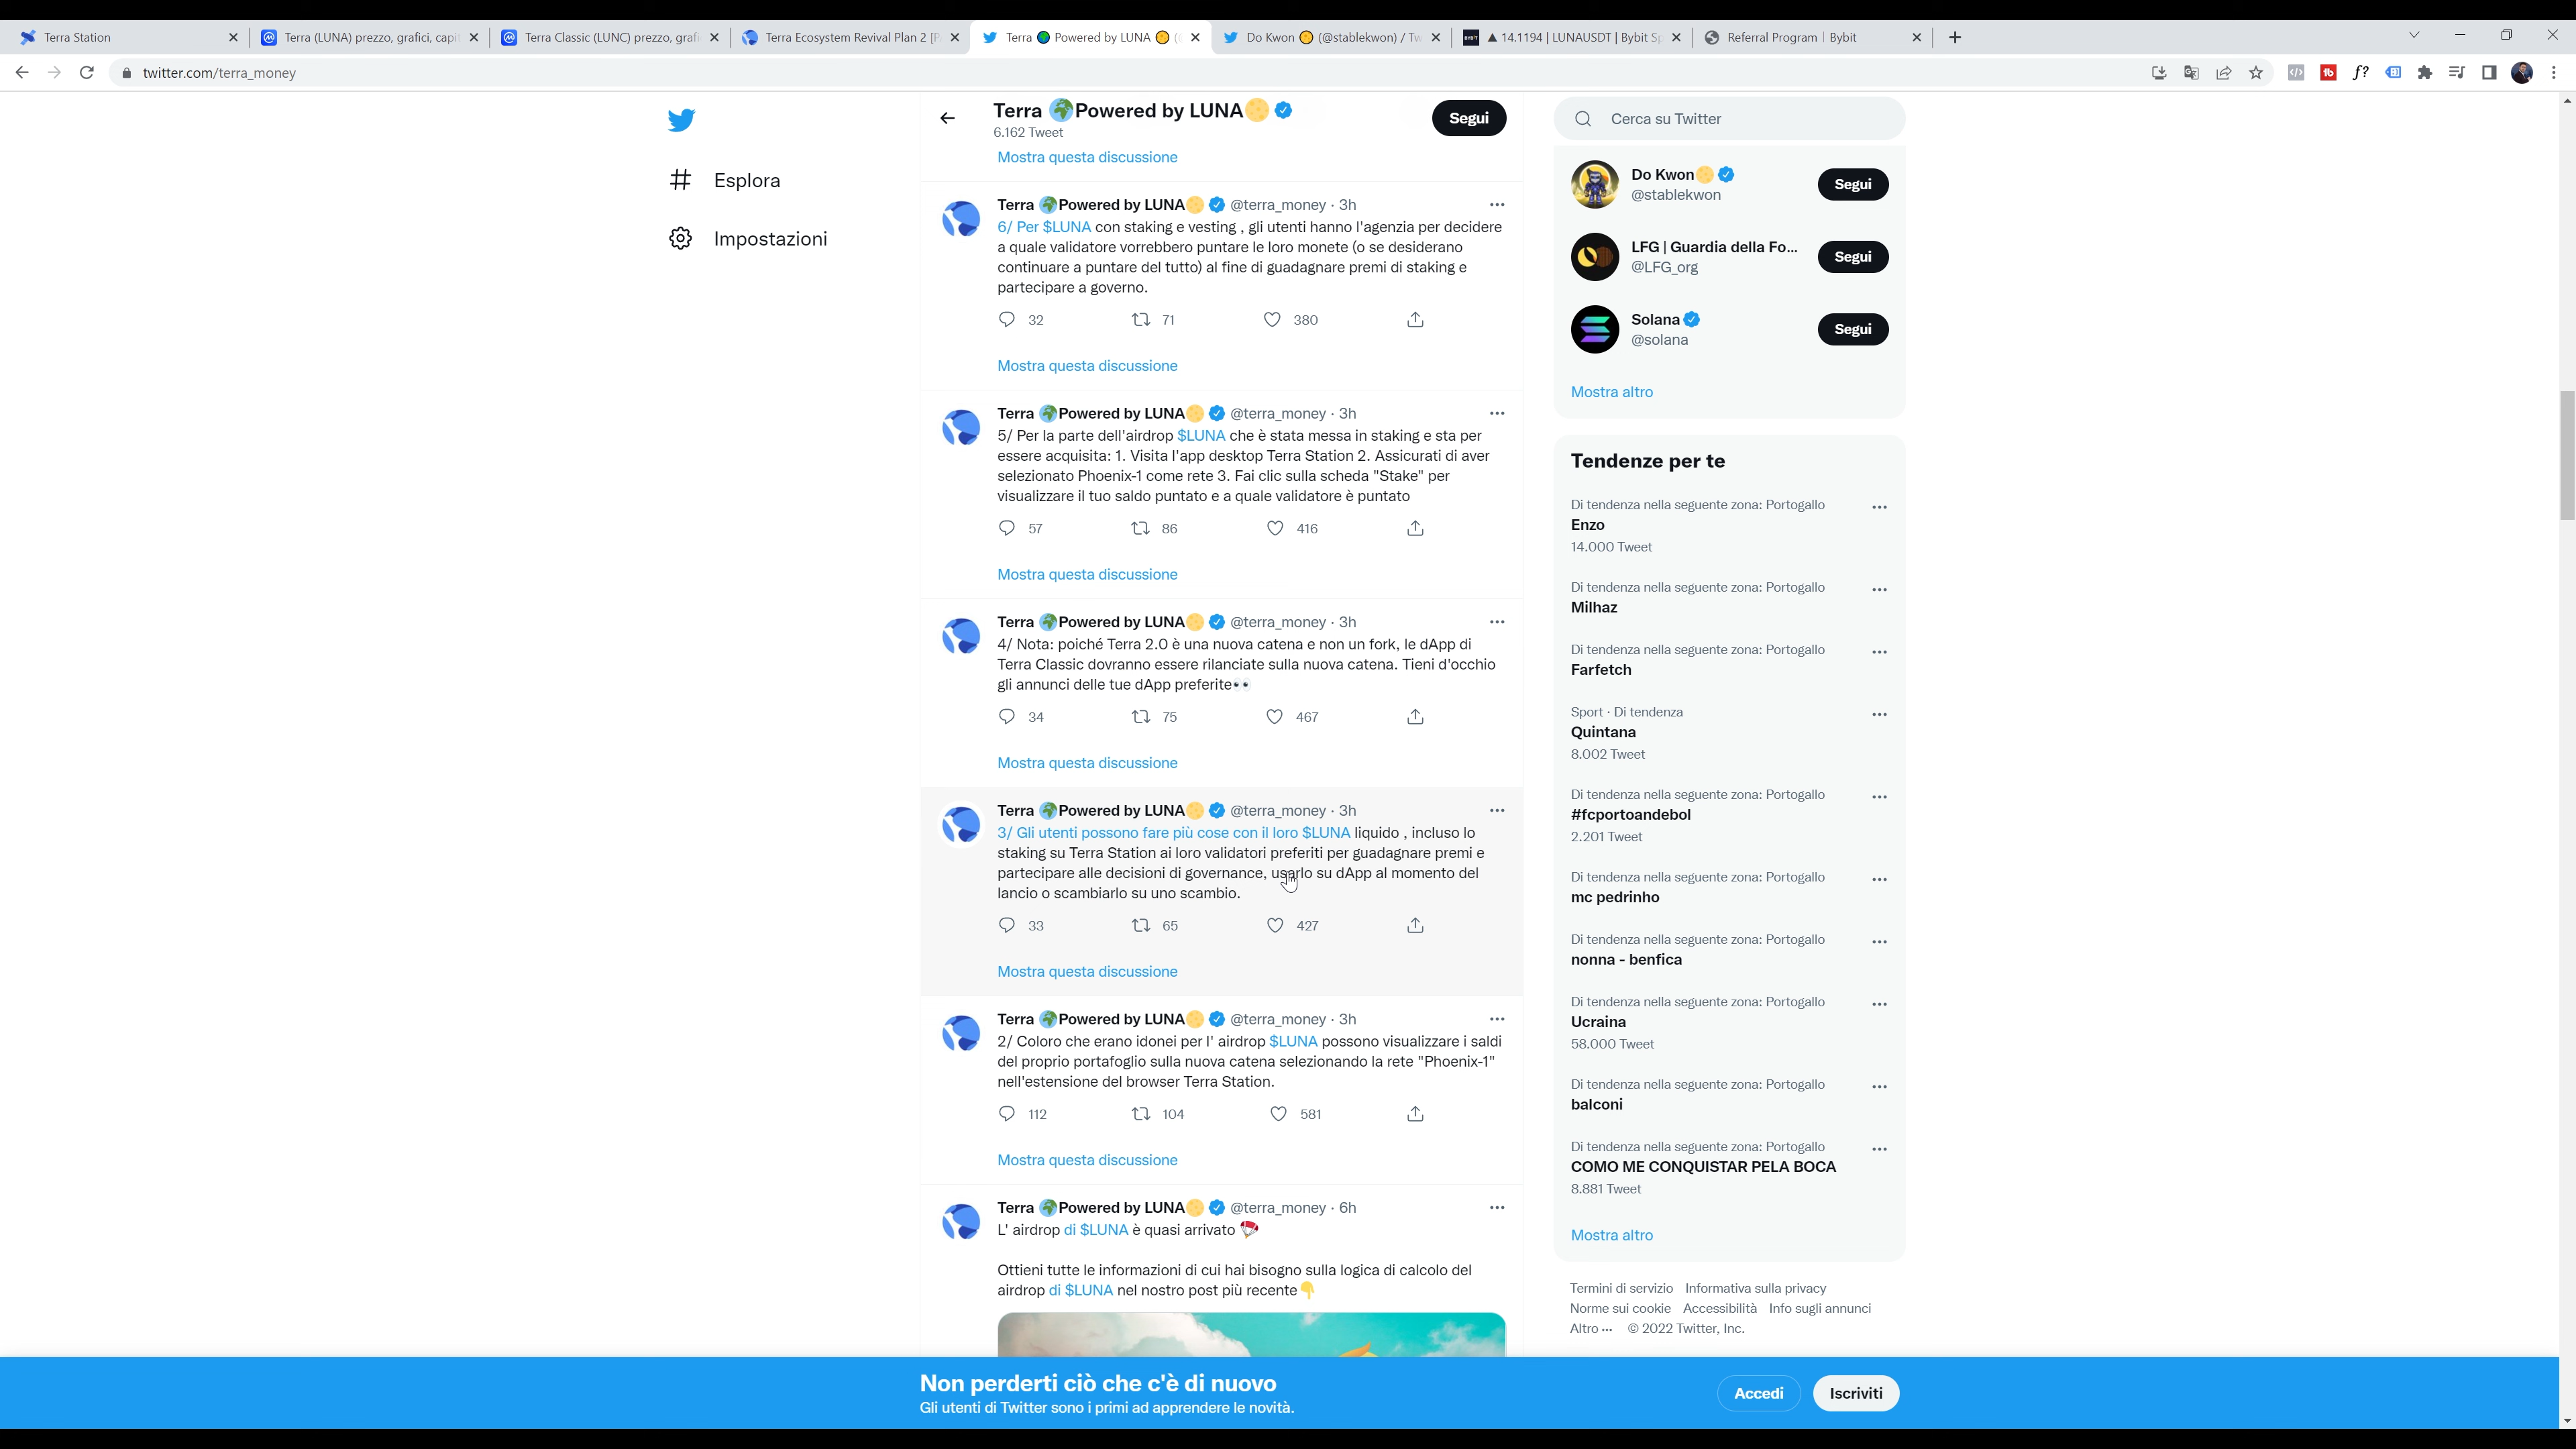 Terra Station
Terra (LUNA) prezzo, grafici, capit
Terra Classic (LUNC) prezzo, grafi
Terra Ecosystem Revival Plan 2 [P
Terra 🌍 Powered by LUNA 🌕 (
Do Kwon 🌕 (@stablekwon) / Tw
▲ 14.1194 | LUNAUSDT | Bybit Sp
Referral Program | Bybit
twitter.com/terra_money
Esplora
Impostazioni
Terra 🌍Powered by LUNA🌕
6.162 Tweet
Segui
Mostra questa discussione
Terra 🌍Powered by LUNA🌕 @terra_money · 3h
6/ Per $LUNA con staking e vesting , gli utenti hanno l'agenzia per decidere
a quale validatore vorrebbero puntare le loro monete (o se desiderano
continuare a puntare del tutto) al fine di guadagnare premi di staking e
partecipare a governo.
32 71 380
Mostra questa discussione
Terra 🌍Powered by LUNA🌕 @terra_money · 3h
5/ Per la parte dell'airdrop $LUNA che è stata messa in staking e sta per
essere acquisita: 1. Visita l'app desktop Terra Station 2. Assicurati di aver
selezionato Phoenix-1 come rete 3. Fai clic sulla scheda "Stake" per
visualizzare il tuo saldo puntato e a quale validatore è puntato
57 86 416
Mostra questa discussione
Terra 🌍Powered by LUNA🌕 @terra_money · 3h
4/ Nota: poiché Terra 2.0 è una nuova catena e non un fork, le dApp di
Terra Classic dovranno essere rilanciate sulla nuova catena. Tieni d'occhio
gli annunci delle tue dApp preferite👀
34 75 467
Mostra questa discussione
Terra 🌍Powered by LUNA🌕 @terra_money · 3h
3/ Gli utenti possono fare più cose con il loro $LUNA liquido , incluso lo
staking su Terra Station ai loro validatori preferiti per guadagnare premi e
partecipare alle decisioni di governance, usarlo su dApp al momento del
lancio o scambiarlo su uno scambio.
33 65 427
Mostra questa discussione
Terra 🌍Powered by LUNA🌕 @terra_money · 3h
2/ Coloro che erano idonei per l' airdrop $LUNA possono visualizzare i saldi
del proprio portafoglio sulla nuova catena selezionando la rete "Phoenix-1"
nell'estensione del browser Terra Station.
112 104 581
Mostra questa discussione
Terra 🌍Powered by LUNA🌕 @terra_money · 6h
L' airdrop di $LUNA è quasi arrivato 🪂
Ottieni tutte le informazioni di cui hai bisogno sulla logica di calcolo del
airdrop di $LUNA nel nostro post più recente👇
Cerca su Twitter
Do Kwon🌕
@stablekwon
Segui
LFG | Guardia della Fo...
@LFG_org
Segui
Solana
@solana
Segui
Mostra altro
Tendenze per te
Di tendenza nella seguente zona: Portogallo
Enzo
14.000 Tweet
Di tendenza nella seguente zona: Portogallo
Milhaz
Di tendenza nella seguente zona: Portogallo
Farfetch
Sport · Di tendenza
Quintana
8.002 Tweet
Di tendenza nella seguente zona: Portogallo
#fcportoandebol
2.201 Tweet
Di tendenza nella seguente zona: Portogallo
mc pedrinho
Di tendenza nella seguente zona: Portogallo
nonna - benfica
Di tendenza nella seguente zona: Portogallo
Ucraina
58.000 Tweet
Di tendenza nella seguente zona: Portogallo
balconi
Di tendenza nella seguente zona: Portogallo
COMO ME CONQUISTAR PELA BOCA
8.881 Tweet
Mostra altro
Termini di servizio Informativa sulla privacy
Norme sui cookie Accessibilità Info sugli annunci
Altro ··· © 2022 Twitter, Inc.
Non perderti ciò che c'è di nuovo
Gli utenti di Twitter sono i primi ad apprendere le novità.
Accedi
Iscriviti